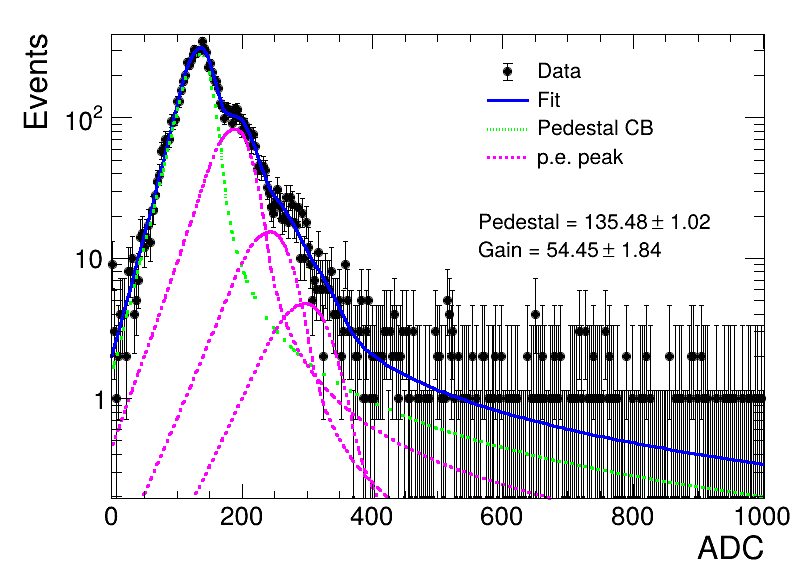 Events
10²
10
1
Data
Fit
Pedestal CB
p.e. peak
Pedestal = 135.48 ± 1.02
Gain = 54.45 ± 1.84
0 200 400 600 800 1000
ADC